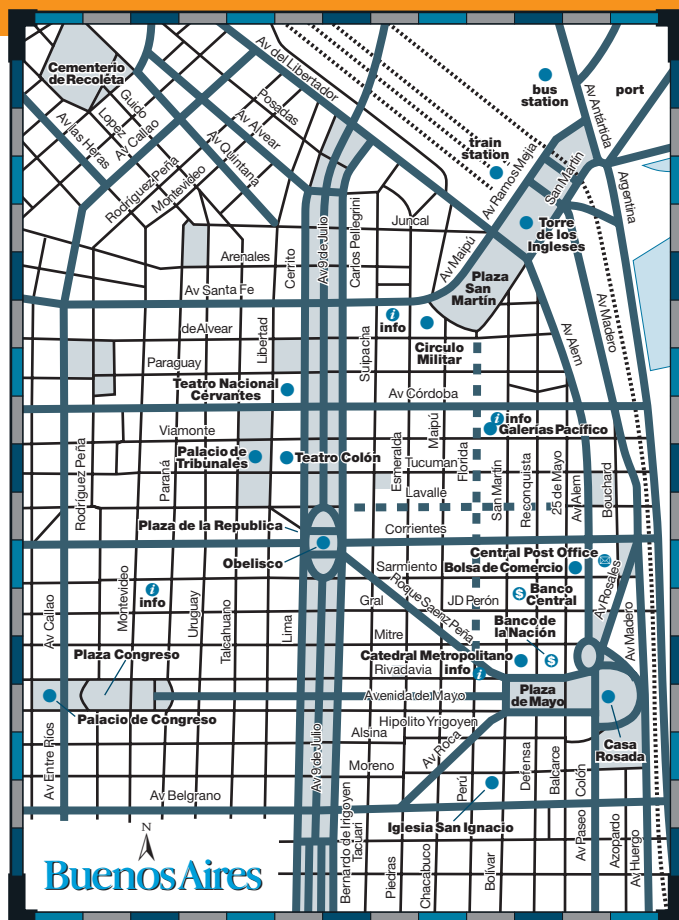 Cementerio
de Recoleta
Av del Libertador
bus
station
port
Av Antártida
Argentina
Guido
Lopez
Av Callao
Av las Heras
Posadas
Av Alvear
Av Quintana
train
station
Av Ramos Mejia
San Martín
Rodriguez Peña
Montevideo
Juncal
Torre
de los
Ingleses
Arenales
Cerrito
Av 9 de Julio
Carlos Pellegrini
Av Maipú
Plaza
San
Martín
Av Santa Fe
Av Madero
de Alvear
Libertad
Suipacha
i
info
Circulo
Militar
Av Alem
Paraguay
Teatro Nacional
Cervantes
Av Córdoba
Viamonte
Maipú
i
info
Galerías Pacífico
Palacio de
Tribunales
Teatro Colón
Rodríguez Peña
Paraná
Esmeralda
Tucuman
Florida
Lavalle
San Martín
Reconquista
25 de Mayo
Av Alem
Bouchard
Plaza de la Republica
Corrientes
Obelisco
Sarmiento
Central Post Office
Bolsa de Comercio
Av Callao
Montevideo
i
info
Uruguay
Talcahuano
Lima
Gral
Roque Saenz Peña
JD Perón
$
Banco
Central
Av Rosales
Av Madero
Mitre
Banco de
la Nación
$
Plaza Congreso
Catedral Metropolitano
Rivadavia
info
i
Avenida de Mayo
Plaza
de Mayo
Palacio de Congreso
Hipolito Yrigoyen
Alsina
Av Roca
Casa
Rosada
Av Entre Ríos
Av 9 de Julio
Moreno
Perú
Defensa
Balcarce
Colón
Av Belgrano
Iglesia San Ignacio
Bernardo de Irigoyen
Tacuari
Piedras
Chacabuco
Bolívar
Av Paseo
Azopardo
Av Huergo
N
Buenos Aires